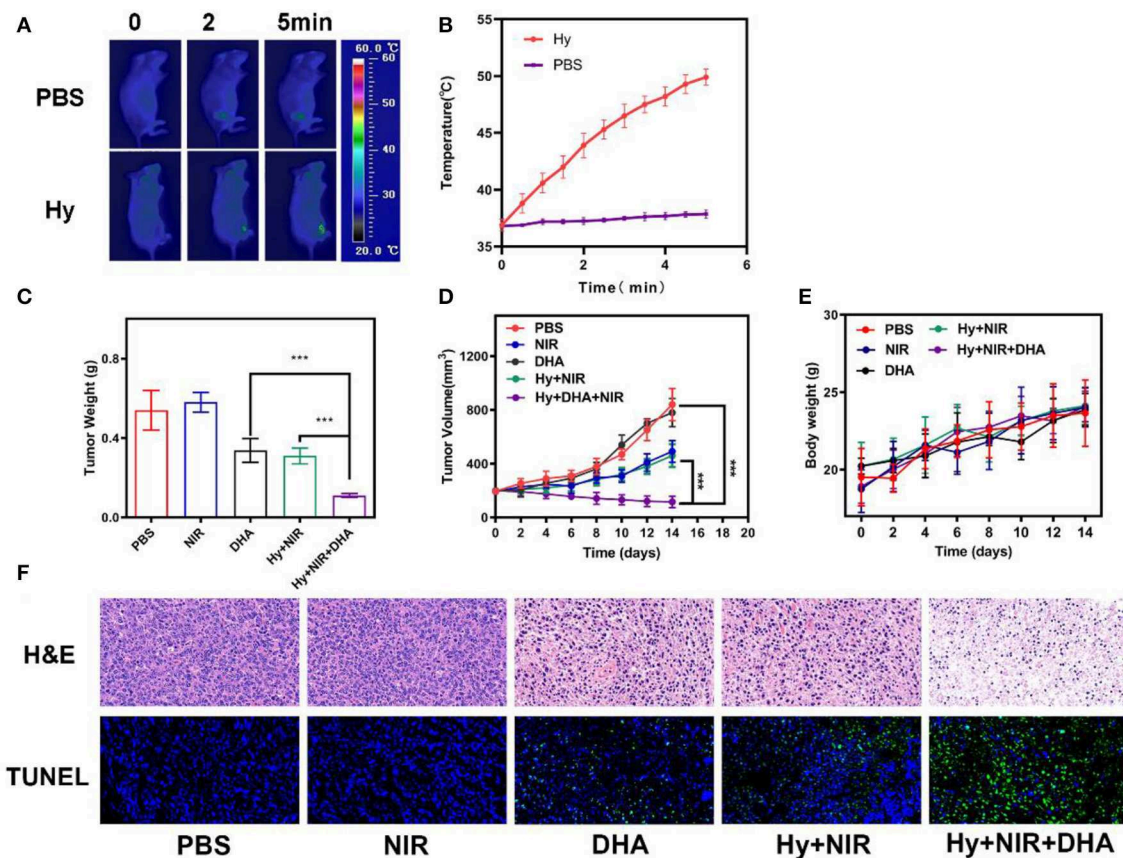 A
0 2 5min
PBS
Hy
60.0 ℃
60
50
40
30
20.0 ℃
B
Hy
PBS
55
50
45
40
35
Temperature(℃)
0 2 4 6
Time( min)
C
0.8
0.4
0.0
Tumor Weight (g)
***
***
PBS
NIR
DHA
Hy+NIR
Hy+NIR+DHA
D
PBS
NIR
DHA
Hy+NIR
Hy+DHA+NIR
1200
800
400
0
Tumor Volume(mm³)
***
***
0 2 4 6 8 10 12 14 16 18 20
Time (days)
E
PBS
NIR
DHA
Hy+NIR
Hy+NIR+DHA
30
25
20
Body weight (g)
0 2 4 6 8 10 12 14
Time (days)
F
H&E
TUNEL
PBS NIR DHA Hy+NIR Hy+NIR+DHA